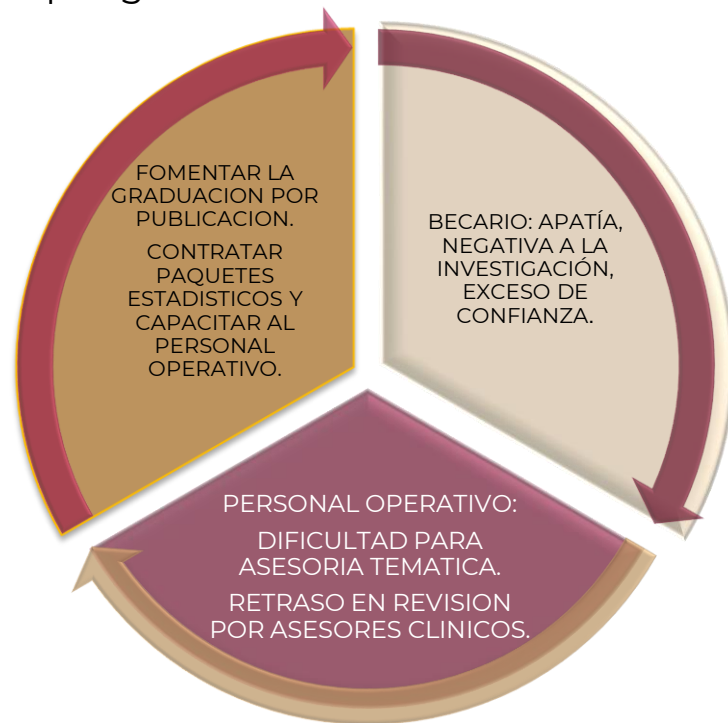 FOMENTAR LA
GRADUACION POR
PUBLICACION.
CONTRATAR
PAQUETES
ESTADISTICOS Y
CAPACITAR AL
PERSONAL
OPERATIVO.
BECARIO: APATÍA,
NEGATIVA A LA
INVESTIGACIÓN,
EXCESO DE
CONFIANZA.
PERSONAL OPERATIVO:
DIFICULTAD PARA
ASESORIA TEMATICA.
RETRASO EN REVISION
POR ASESORES CLINICOS.